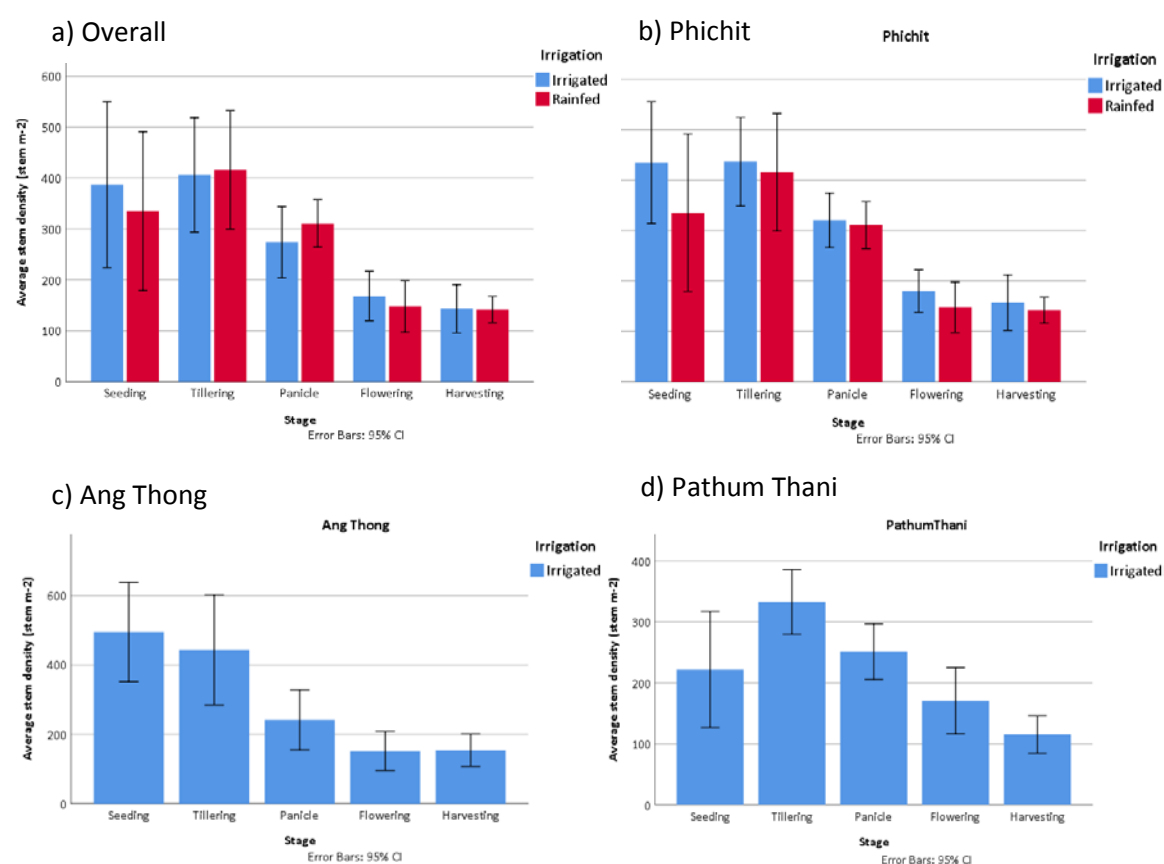 a) Overall
Irrigation
Irrigated
Rainfed
Average stem density [stem m-2)
600
500
400
300
200
100
0
Seeding Tillering Panicle Flowering Harvesting
Stage
Error Bars: 95% CI
b) Phichit
Phichit
Irrigation
Irrigated
Rainfed
Seeding Tillering Panicle Flowering Harvesting
Stage
Error Bars: 95% CI
c) Ang Thong
Ang Thong
Irrigation
Irrigated
Average stem density [stem m-2)
600
400
200
0
Seeding Tillering Panicle Flowering Harvesting
Stage
Error Bars: 95% CI
d) Pathum Thani
PathumThani
Irrigation
Irrigated
Average stem density (stem m-2)
400
300
200
100
0
Seeding Tillering Panicle Flowering Harvesting
Stage
Error Bars: 95% CI